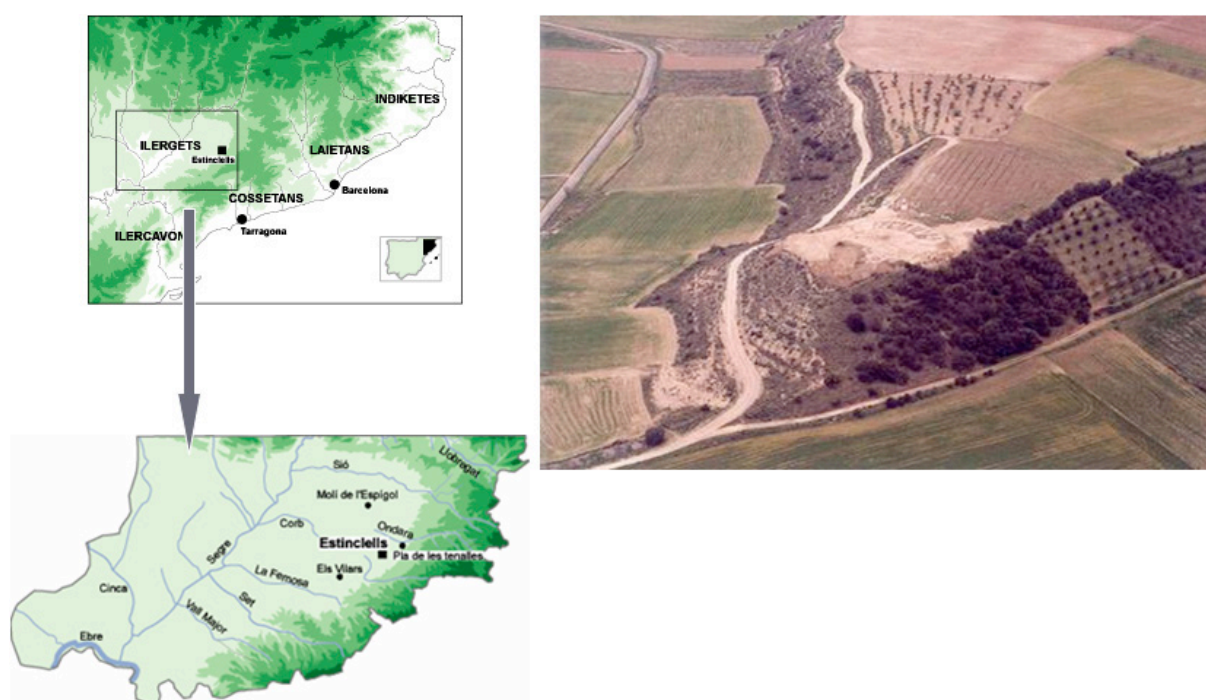 INDIKETES
ILERGETS
Estinclells
LAIETANS
Barcelona
COSSETANS
Tarragona
ILERCAVON
Llobregat
Sió
Molí de l'Espígol
Corb
Ondara
Estinclells
Pla de les tenalles
Segre
Els Vilars
La Femosa
Cinca
Set
Vall Major
Ebre